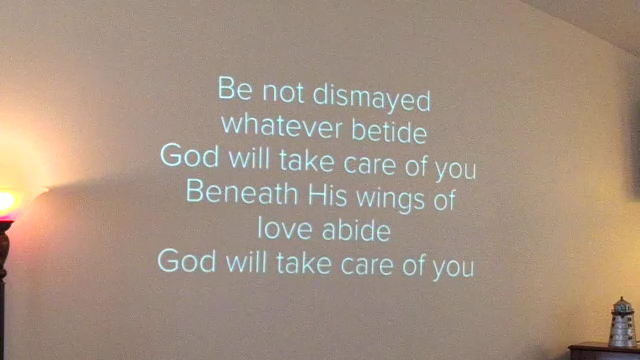 Be not dismayed
whatever betide
God will take care of you
Beneath His wings of
love abide
God will take care of you